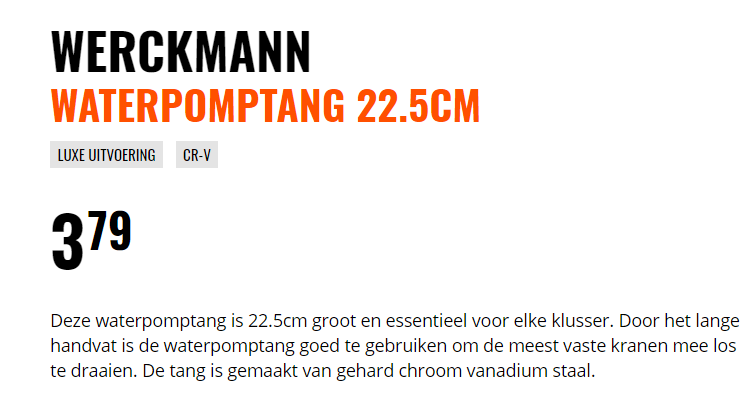 WERCKMANN
WATERPOMPTANG 22.5CM
LUXE UITVOERING CR-V
3 79
Deze waterpomptang is 22.5cm groot en essentieel voor elke klusser. Door het lange
handvat is de waterpomptang goed te gebruiken om de meest vaste kranen mee los
te draaien. De tang is gemaakt van gehard chroom vanadium staal.